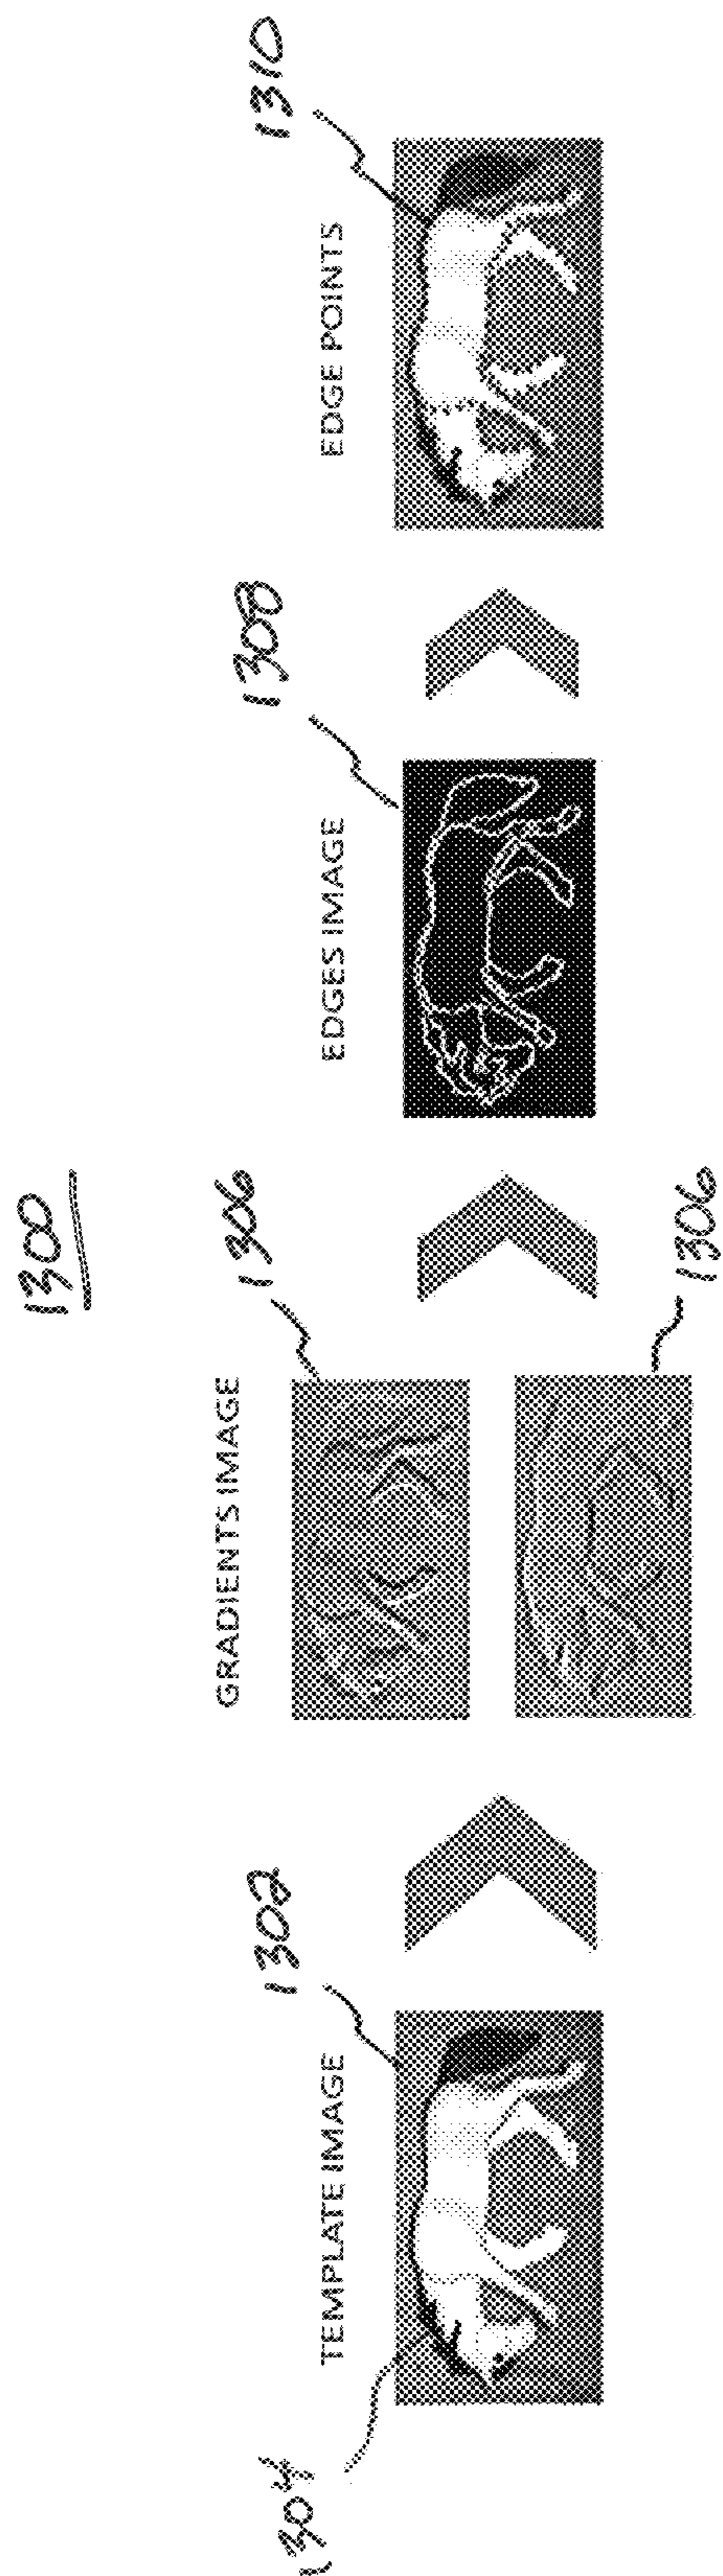 1300
1304
TEMPLATE IMAGE
1302
GRADIENTS IMAGE
1306
1306
EDGES IMAGE
1308
EDGE POINTS
1310